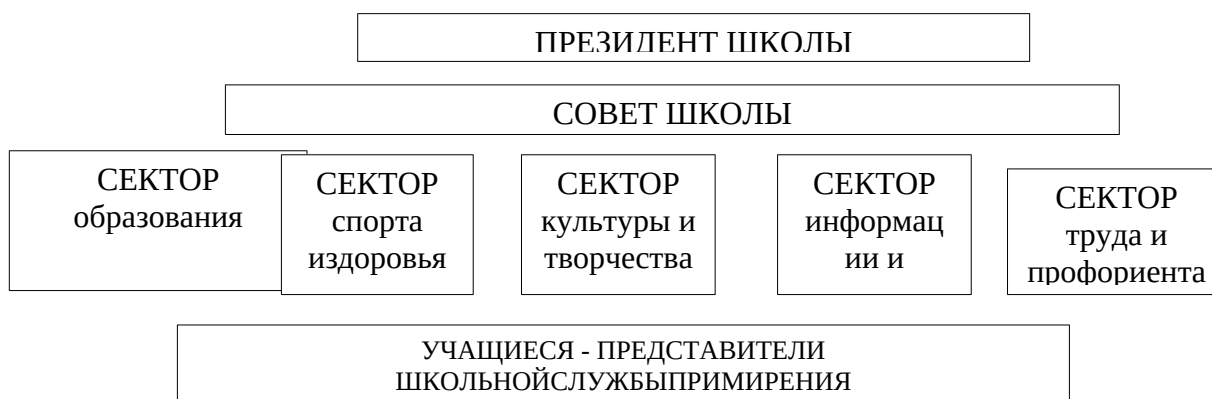 ПРЕЗИДЕНТ ШКОЛЫ
СОВЕТ ШКОЛЫ
СЕКТОР
образования
СЕКТОР
спорта
издоровья
СЕКТОР
культуры и
творчества
СЕКТОР
информац
ии и
СЕКТОР
труда и
профориента
УЧАЩИЕСЯ - ПРЕДСТАВИТЕЛИ
ШКОЛЬНОЙСЛУЖБЫПРИМИРЕНИЯ